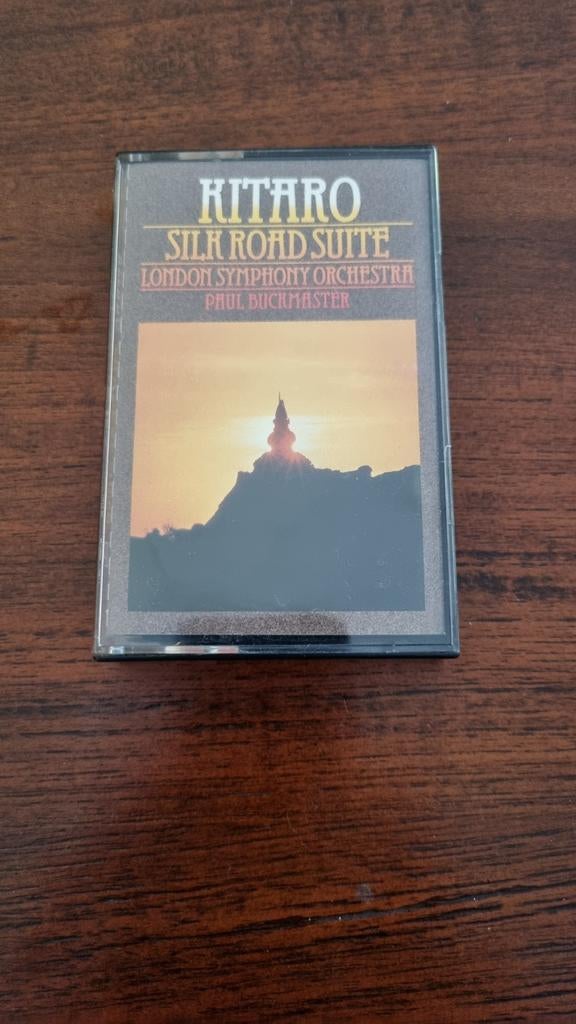 KITARO
SILK ROAD SUITE
LONDON SYMPHONY ORCHESTRA
PAUL BUCKMASTER